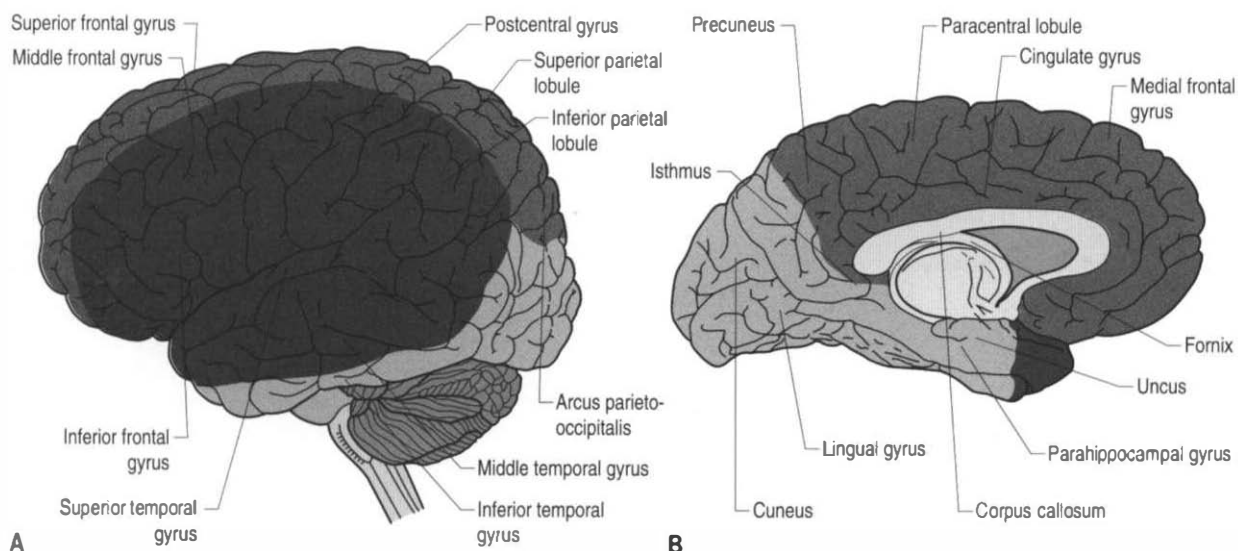 Superior frontal gyrus
Middle frontal gyrus
Postcentral gyrus
Superior parietal
lobule
Inferior parietal
lobule
Arcus parieto-
occipitalis
Middle temporal gyrus
Inferior temporal
gyrus
Inferior frontal
gyrus
Superior temporal
gyrus
A
Precuneus
Paracentral lobule
Cingulate gyrus
Medial frontal
gyrus
Isthmus
Fornix
Uncus
Parahippocampal gyrus
Lingual gyrus
Cuneus
Corpus callosum
B